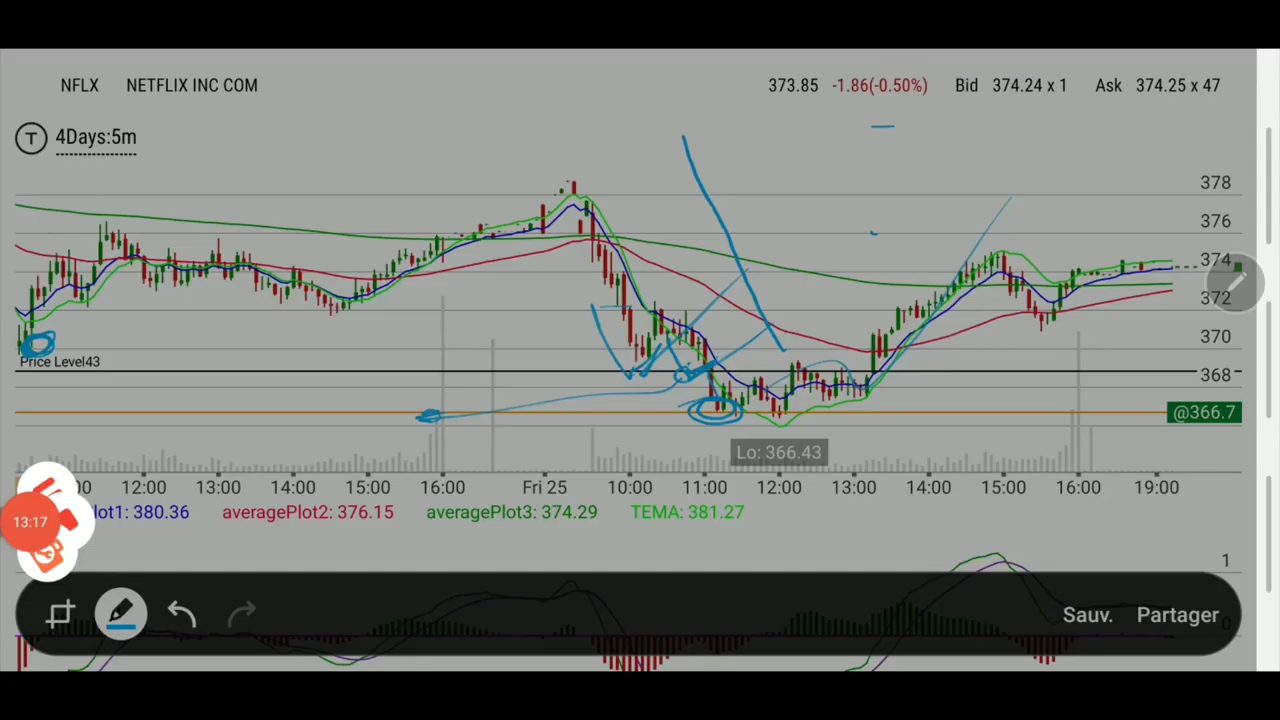 NFLX NETFLIX INC COM 373.85 -1.86(-0.50%) Bid 374.24 x 1 Ask 374.25 x 47
T 4Days:5m
378
376
374
372
370
Price Level43
368
@366.7
Lo: 366.43
12:00 13:00 14:00 15:00 16:00 Fri 25 10:00 11:00 12:00 13:00 14:00 15:00 16:00 19:00
13:17
lot1: 380.36 averagePlot2: 376.15 averagePlot3: 374.29 TEMA: 381.27
1
Sauv. Partager
0